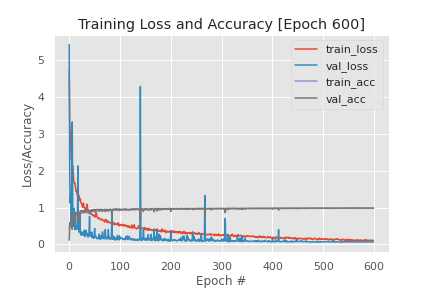 Training Loss and Accuracy [Epoch 600]
train_loss
val_loss
train_acc
val_acc
5
4
3
2
1
0
Loss/Accuracy
0 100 200 300 400 500 600
Epoch #